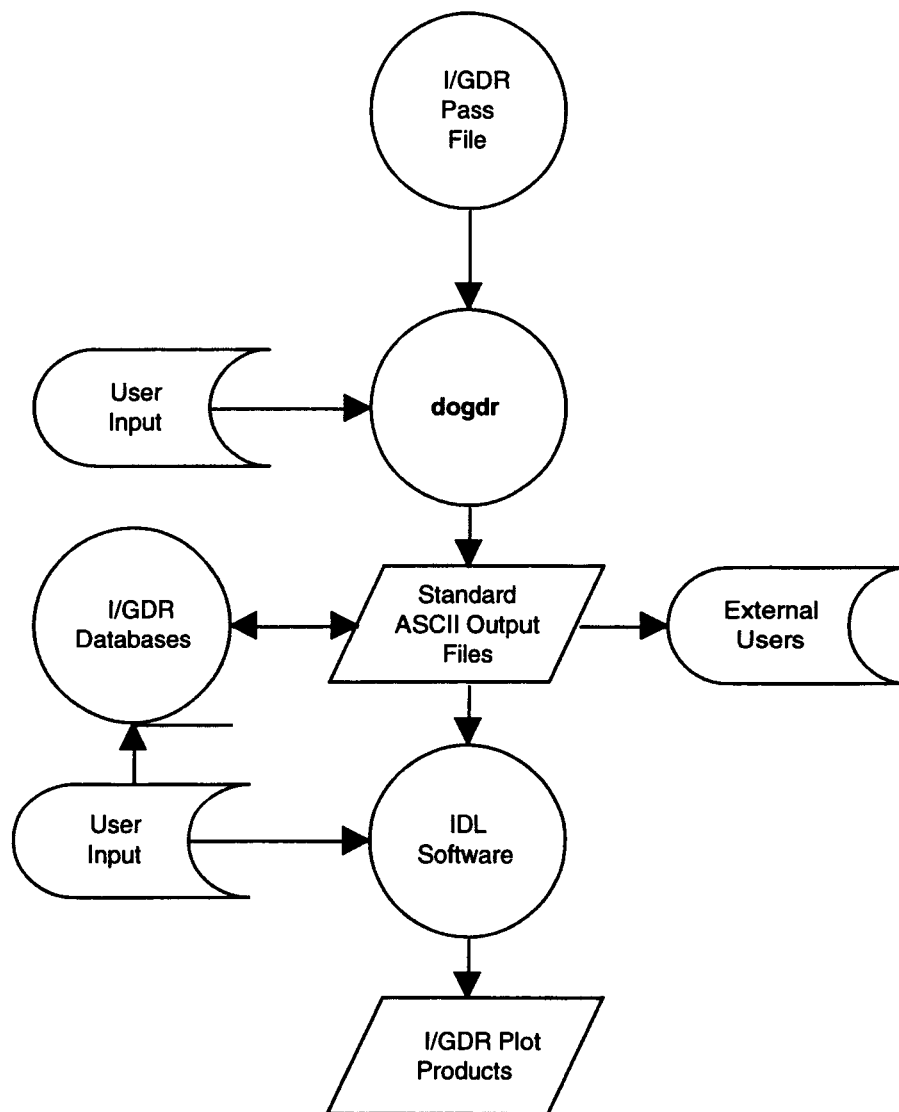 I/GDR
Pass
File
User
Input
dogdr
I/GDR
Databases
Standard
ASCII Output
Files
External
Users
User
Input
IDL
Software
I/GDR Plot
Products